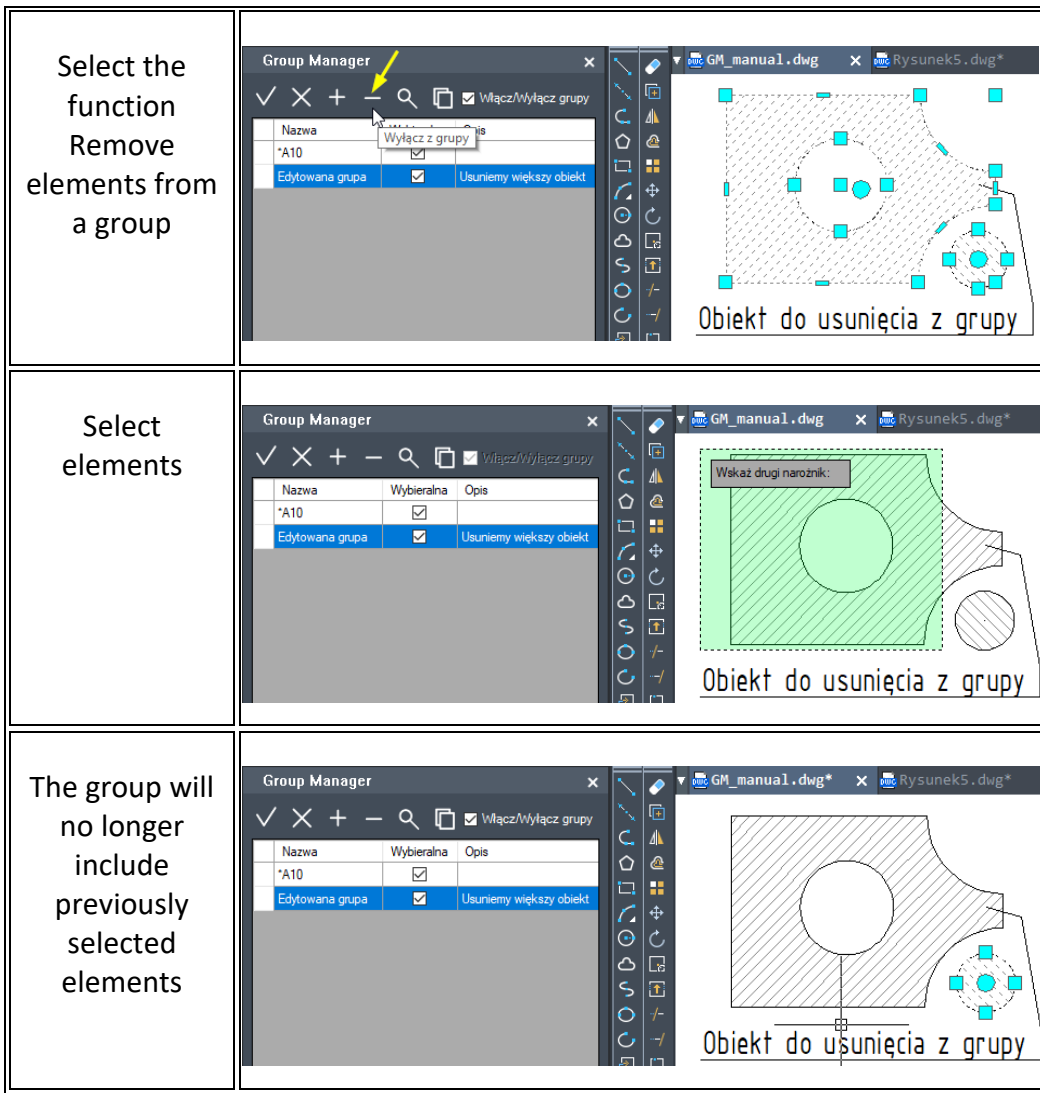 Select the
function
Remove
elements from
a group
Group Manager
Włącz/Wyłącz grupy
GM_manual.dwg
Rysunek5.dwg*
Nazwa
Opis
Wyłącz z grupy
*A10
Edytowana grupa
Usuniemy większy obiekt
Obiekt do usunięcia z grupy
Select
elements
Group Manager
Włącz/Wyłącz grupy
GM_manual.dwg
Rysunek5.dwg*
Nazwa Wybieralna Opis
*A10
Edytowana grupa
Usuniemy większy obiekt
Wskaż drugi narożnik:
Obiekt do usunięcia z grupy
The group will
no longer
include
previously
selected
elements
Group Manager
Włącz/Wyłącz grupy
GM_manual.dwg*
Rysunek5.dwg*
Nazwa Wybieralna Opis
*A10
Edytowana grupa
Usuniemy większy obiekt
Obiekt do usunięcia z grupy